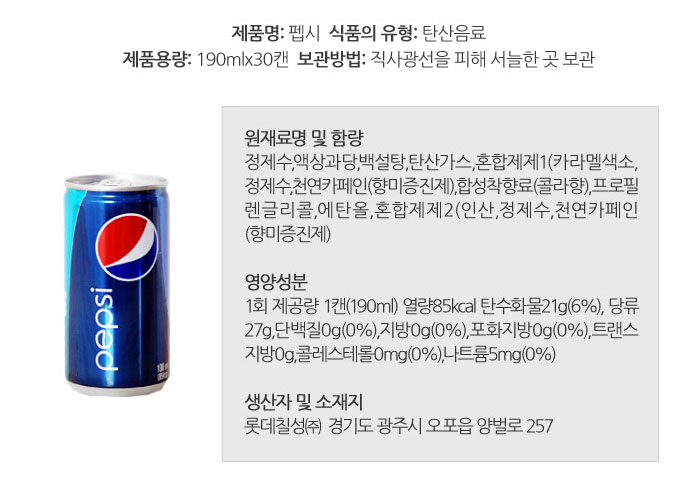 제품명: 펩시 식품의 유형: 탄산음료
제품용량: 190mlx30캔 보관방법: 직사광선을 피해 서늘한 곳 보관
원재료명 및 함량
정제수,액상과당,백설탕,탄산가스,혼합제제1(카라멜색소,
정제수,천연카페인(향미증진제),합성착향료(콜라향),프로필
렌글리콜,에탄올,혼합제제2(인산,정제수,천연카페인
(향미증진제)
영양성분
1회 제공량 1캔(190ml) 열량85kcal 탄수화물21g(6%), 당류
27g,단백질0g(0%),지방0g(0%),포화지방0g(0%),트랜스
지방0g,콜레스테롤0mg(0%),나트륨5mg(0%)
생산자 및 소재지
롯데칠성㈜ 경기도 광주시 오포읍 양벌로 257
pepsi
190 ml